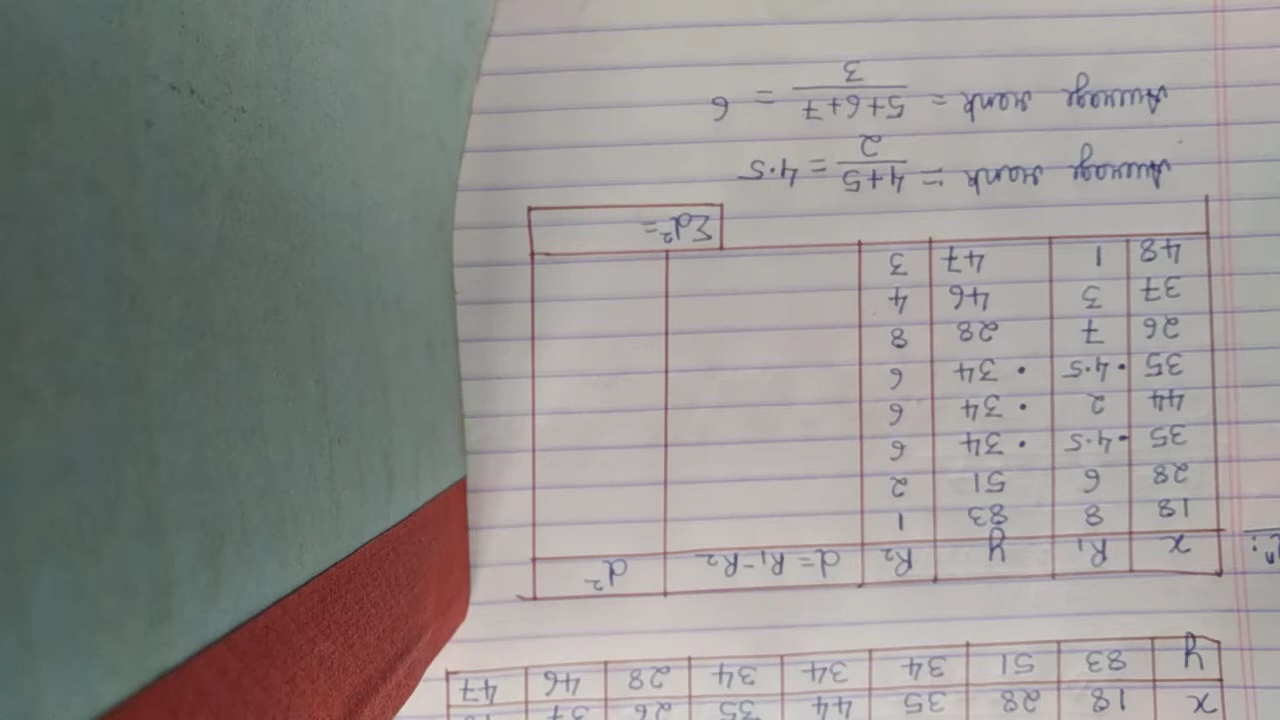 x 18 28 35 44 35 26 37
y 83 51 34 34 34 28 46 47
x R₁ y R₂ d=R₁-R₂ d²
18 8 83 1
28 6 51 2
35 •4.5 • 34 6
44 2 • 34 6
35 •4.5 • 34 6
26 7 28 8
37 3 46 4
48 1 47 3
Σd²=
Average rank = 4+5/2 = 4.5
Average rank = 5+6+7/3 = 6